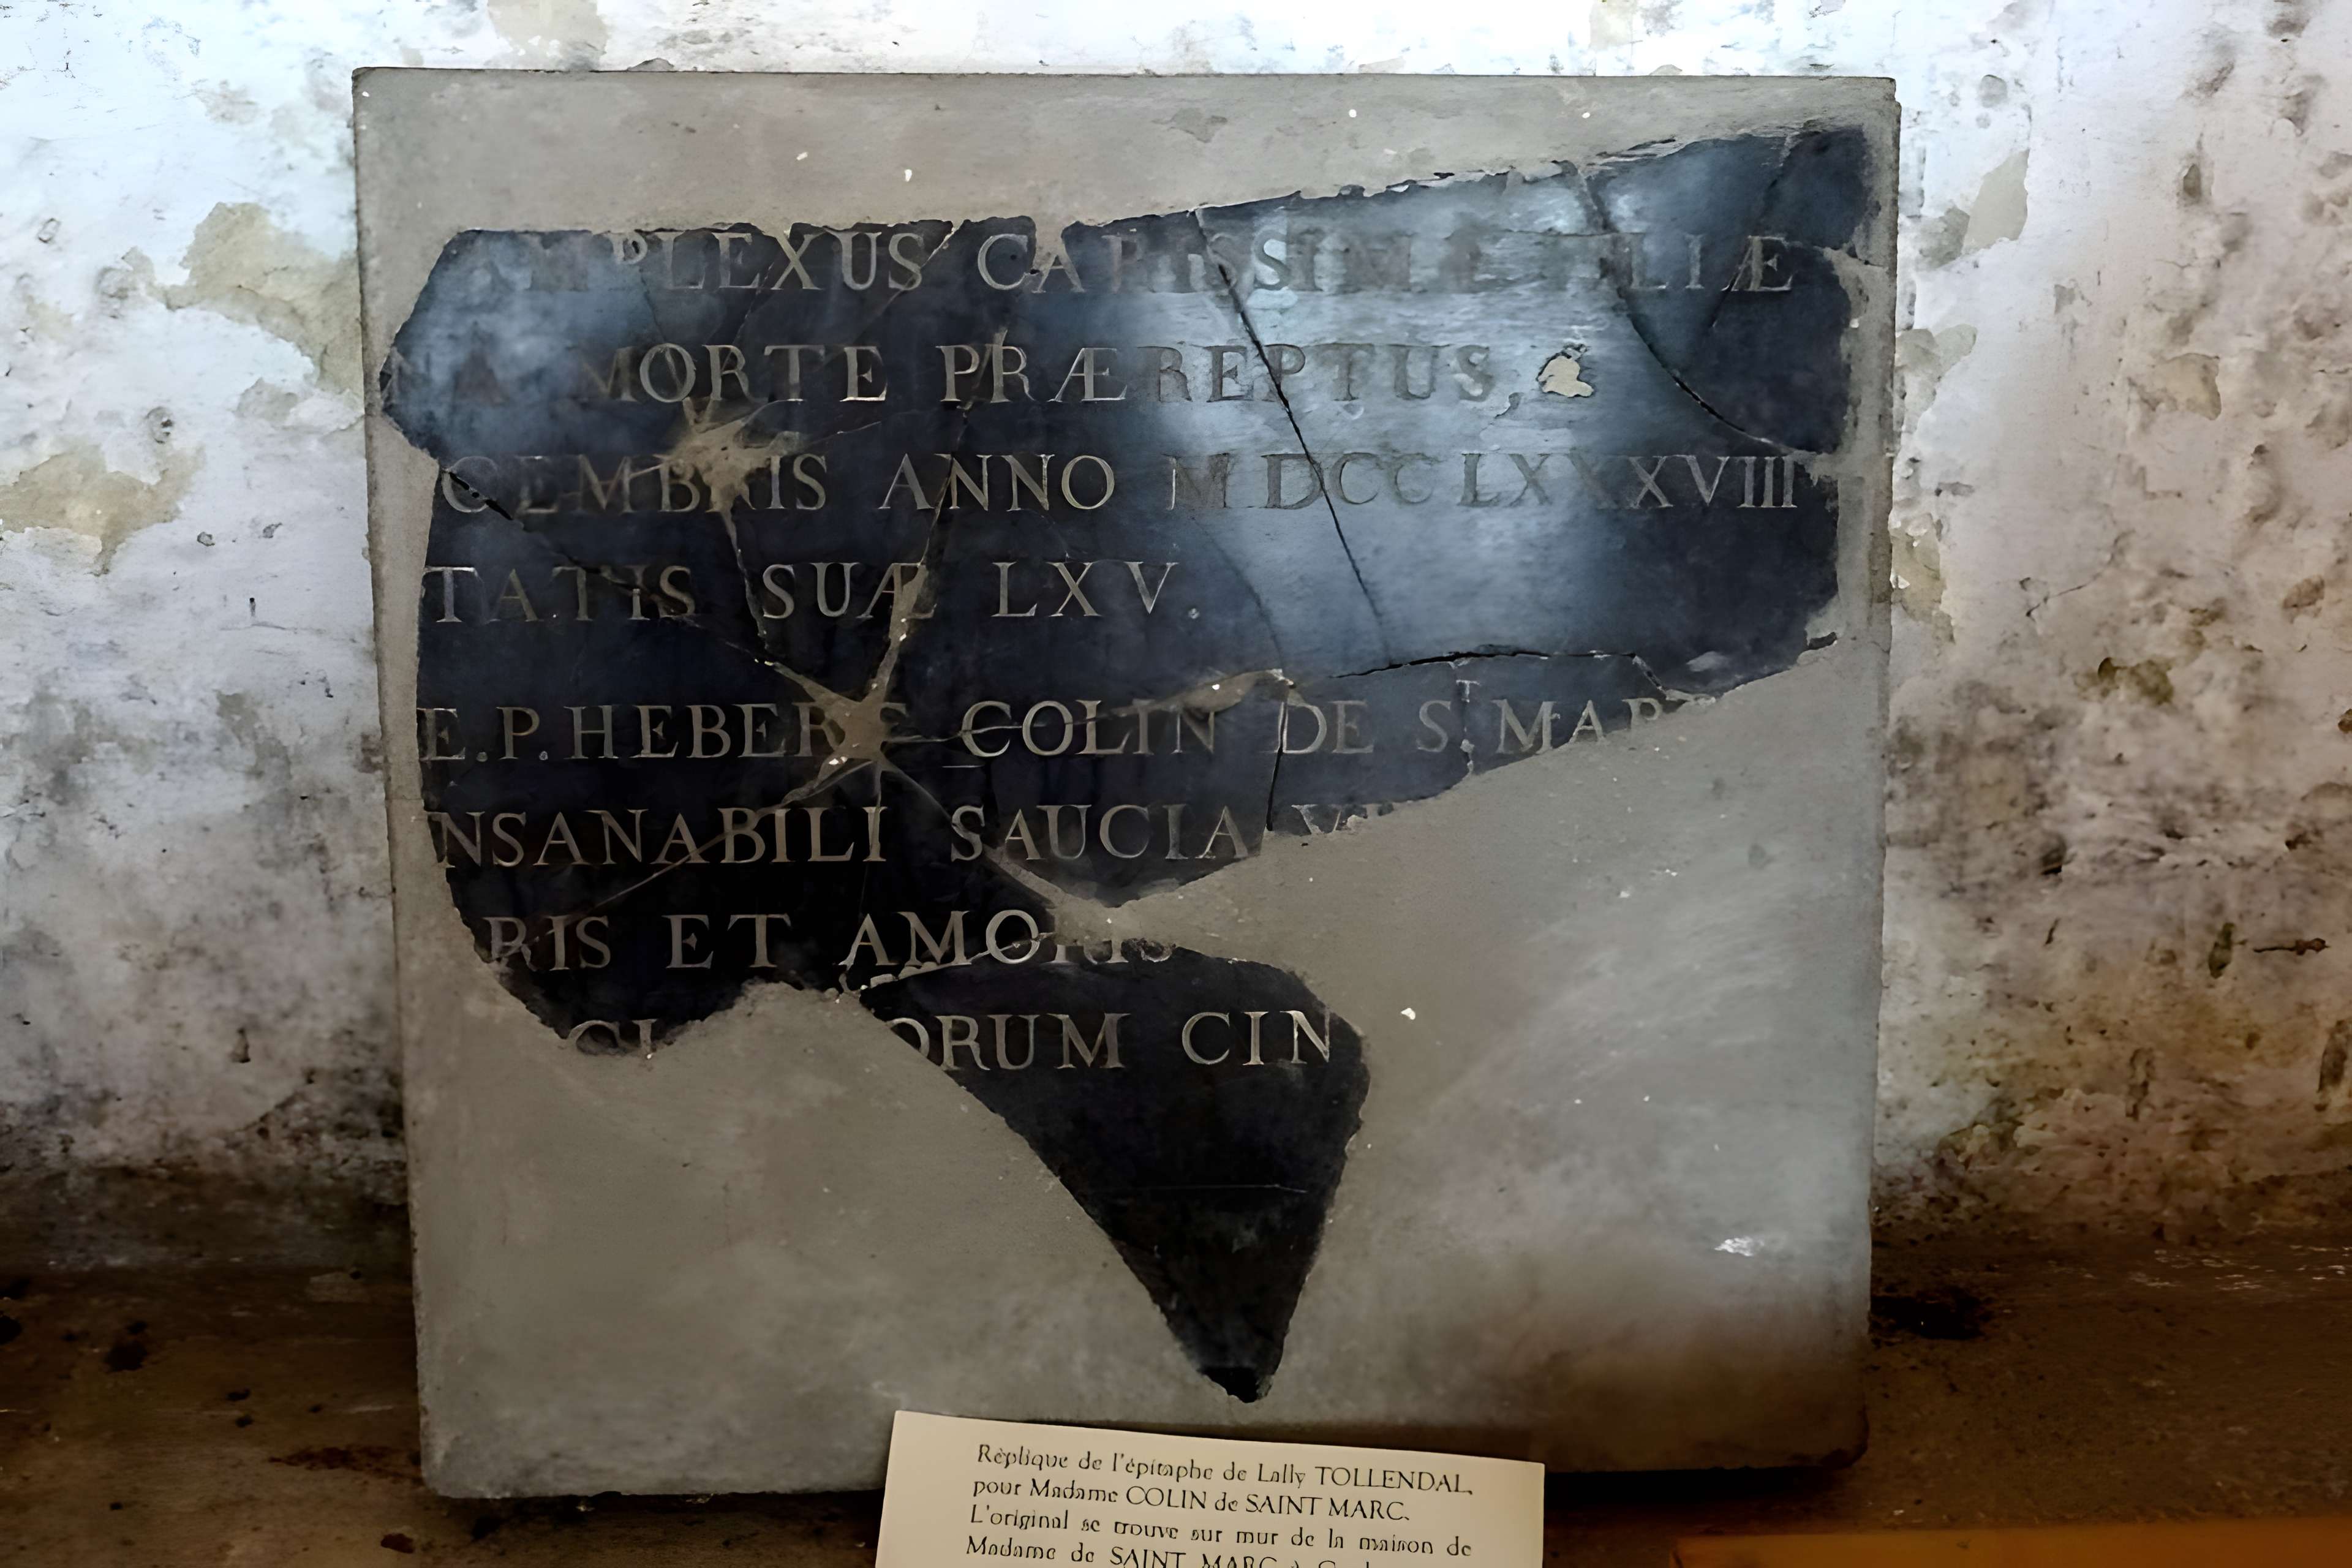 MPLEXUS CARISSIMÆ FILIÆ
MORTE PRÆREPTUS,
CEMBRIS ANNO MDCCLXXXVIII
TATIS SUÆ LXV.
E.P. HEBER COLIN DE S.T MAR
NSANABILI SAUCIA
RIS ET AMORIS
ORUM CIN
Réplique de l'épitaphe de Lally TOLLENDAL,
pour Madame COLIN de SAINT MARC.
L'original se trouve sur mur de la maison de
Madame de SAINT MARC à